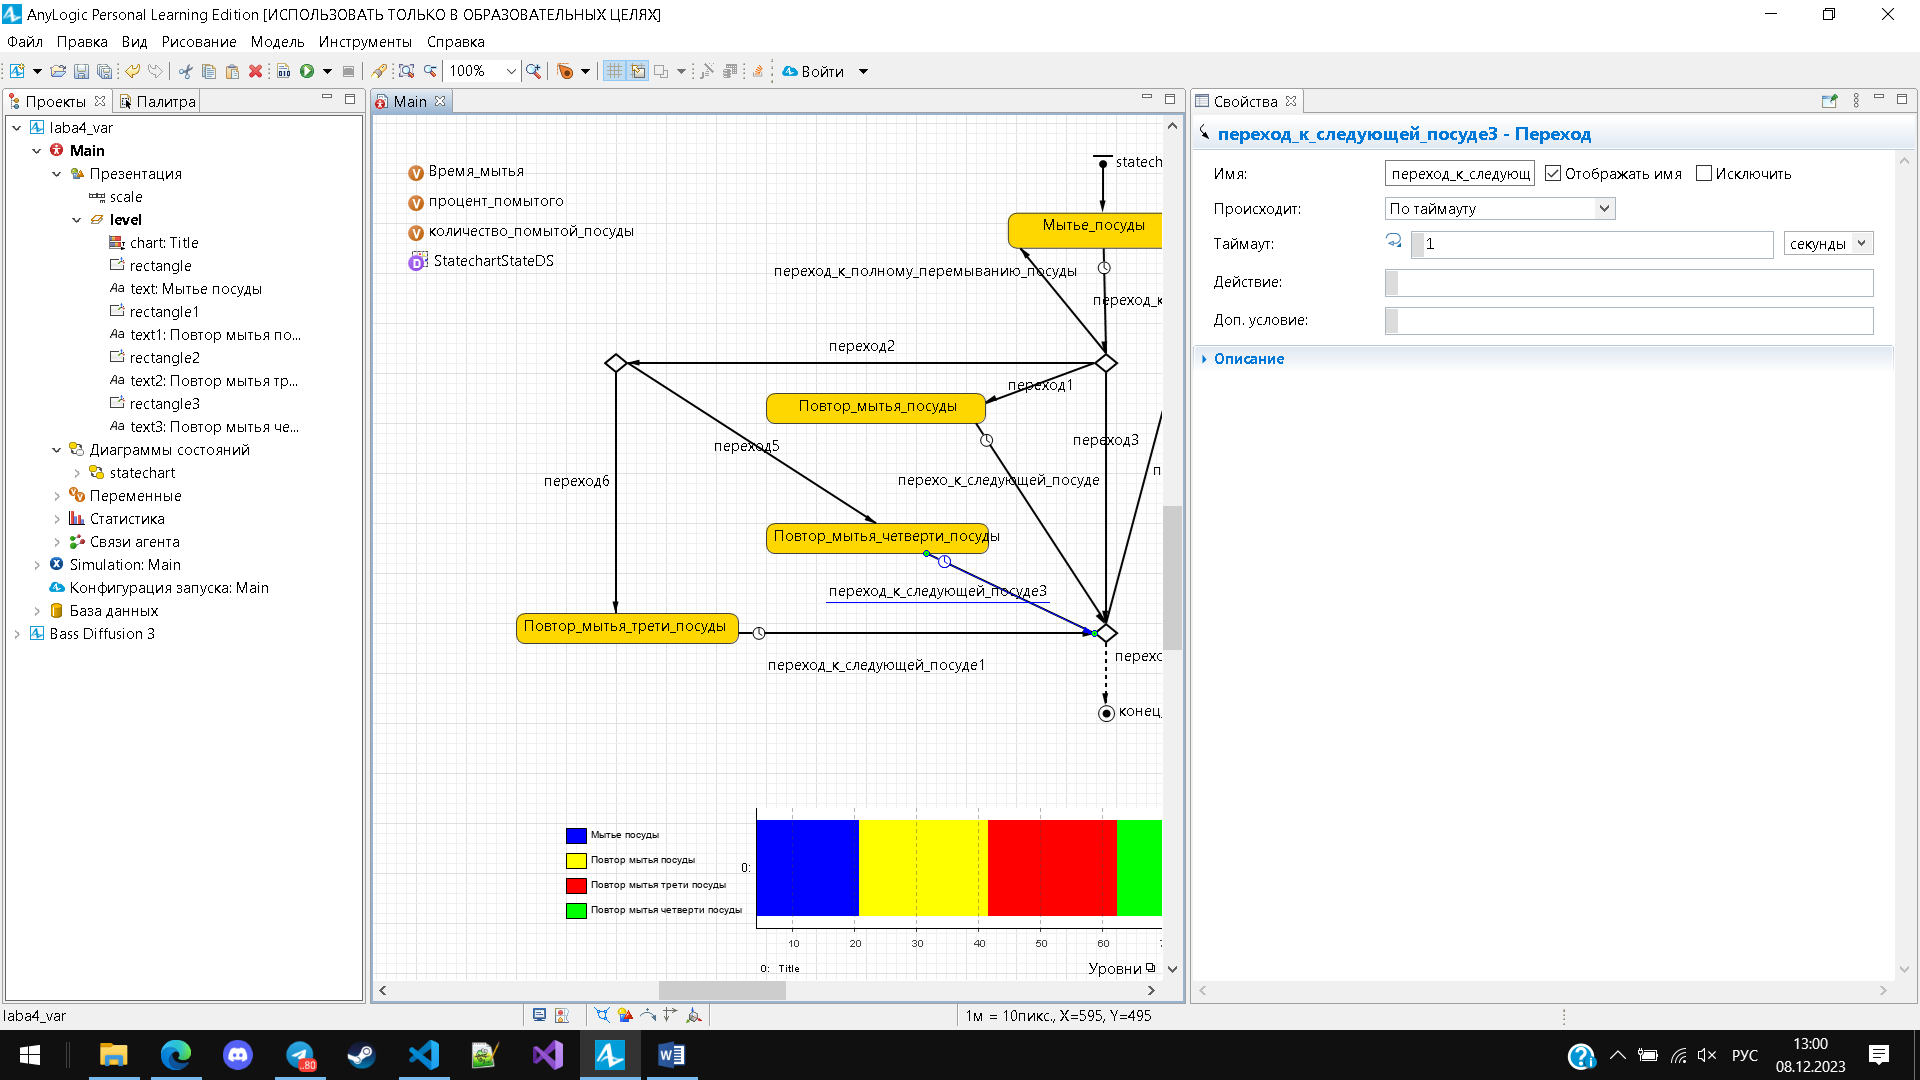 AnyLogic Personal Learning Edition [ИСПОЛЬЗОВАТЬ ТОЛЬКО В ОБРАЗОВАТЕЛЬНЫХ ЦЕЛЯХ]
Файл Правка Вид Рисование Модель Инструменты Справка
100% Войти
Проекты Палитра
laba4_var
Main
Презентация
scale
level
chart: Title
rectangle
text: Мытье посуды
rectangle1
text1: Повтор мытья по...
rectangle2
text2: Повтор мытья тр...
rectangle3
text3: Повтор мытья че...
Диаграммы состояний
statechart
Переменные
Статистика
Связи агента
Simulation: Main
Конфигурация запуска: Main
База данных
Bass Diffusion 3
Main
Время_мытья
процент_помытого
количество_помытой_посуды
StatechartStateDS
statech
Мытье_посуды
переход_к_полному_перемыванию_посуды
переход_к
переход2
переход1
Повтор_мытья_посуды
переход3
переход5
п
переход6
перехо_к_следующей_посуде
Повтор_мытья_четверти_посуды
переход_к_следующей_посуде3
Повтор_мытья_трети_посуды
перехо
переход_к_следующей_посуде1
конец_
Мытье посуды
Повтор мытья посуды
Повтор мытья трети посуды
Повтор мытья четверти посуды
0:
10 20 30 40 50 60 7
0: Title
Уровни
Свойства
переход_к_следующей_посуде3 - Переход
Имя: переход_к_следующ Отображать имя Исключить
Происходит: По таймауту
Таймаут: 1 секунды
Действие:
Доп. условие:
Описание
laba4_var
1м = 10пикс., X=595, Y=495
80
РУС
13:00
08.12.2023